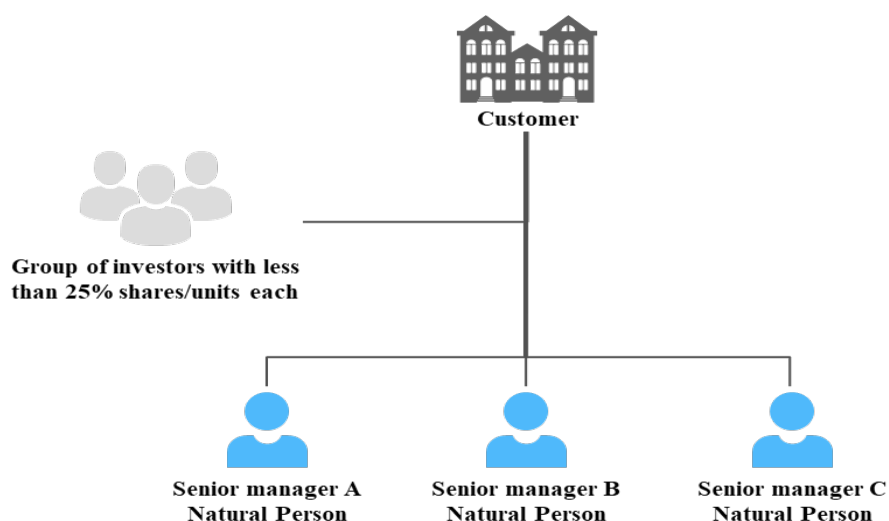 Customer
Group of investors with less
than 25% shares/units each
Senior manager A
Natural Person
Senior manager B
Natural Person
Senior manager C
Natural Person